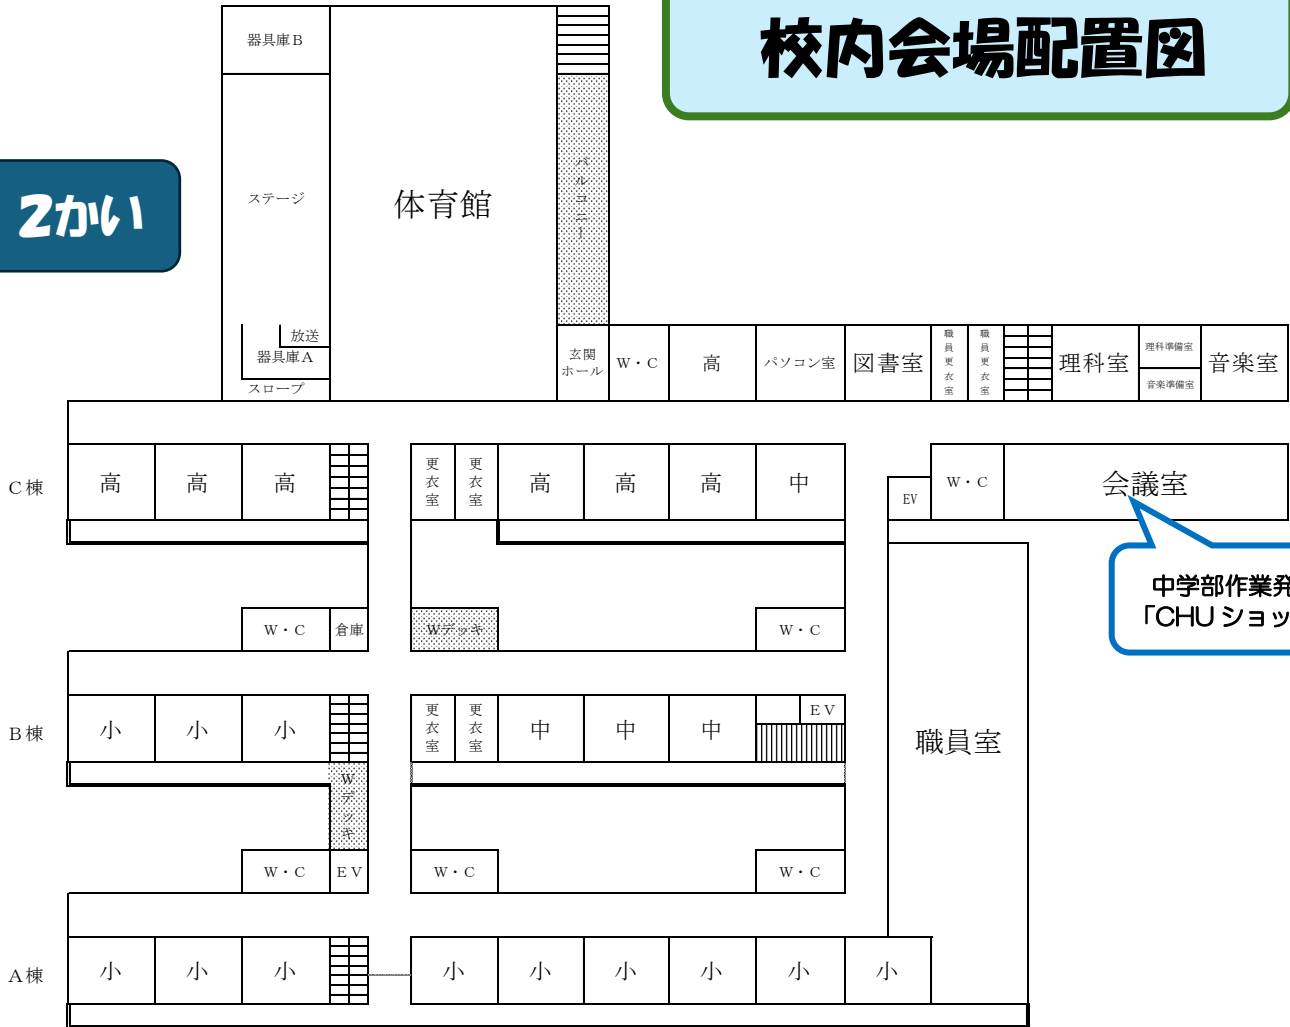 校内会場配置図
2かい
器具庫B
ステージ
体育館
バルコニー
放送
器具庫A
スロープ
玄関
ホール
W・C
高
パソコン室
図書室
職員更衣室
職員更衣室
理科室
理科準備室
音楽準備室
音楽室
C棟
高
高
高
更衣室
更衣室
高
高
高
中
EV
W・C
会議室
中学部作業発
「CHUショッ
W・C
倉庫
Wデッキ
W・C
B棟
小
小
小
更衣室
更衣室
中
中
中
EV
職員室
Wデッキ
W・C
EV
W・C
W・C
A棟
小
小
小
小
小
小
小
小
小